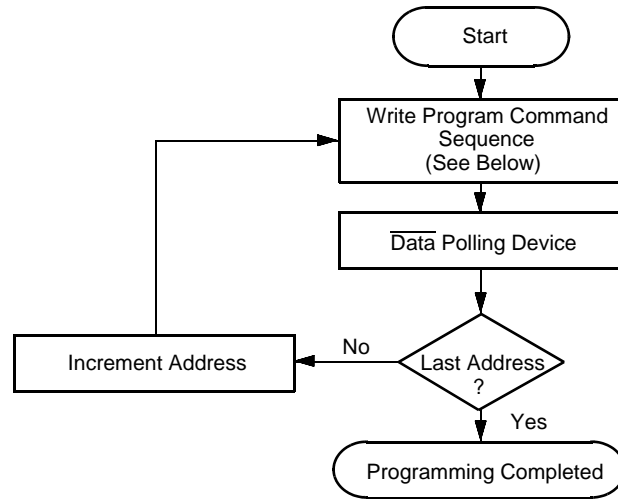 Start
Write Program Command
Sequence
(See Below)
Data Polling Device
No
Increment Address
Last Address
?
Yes
Programming Completed